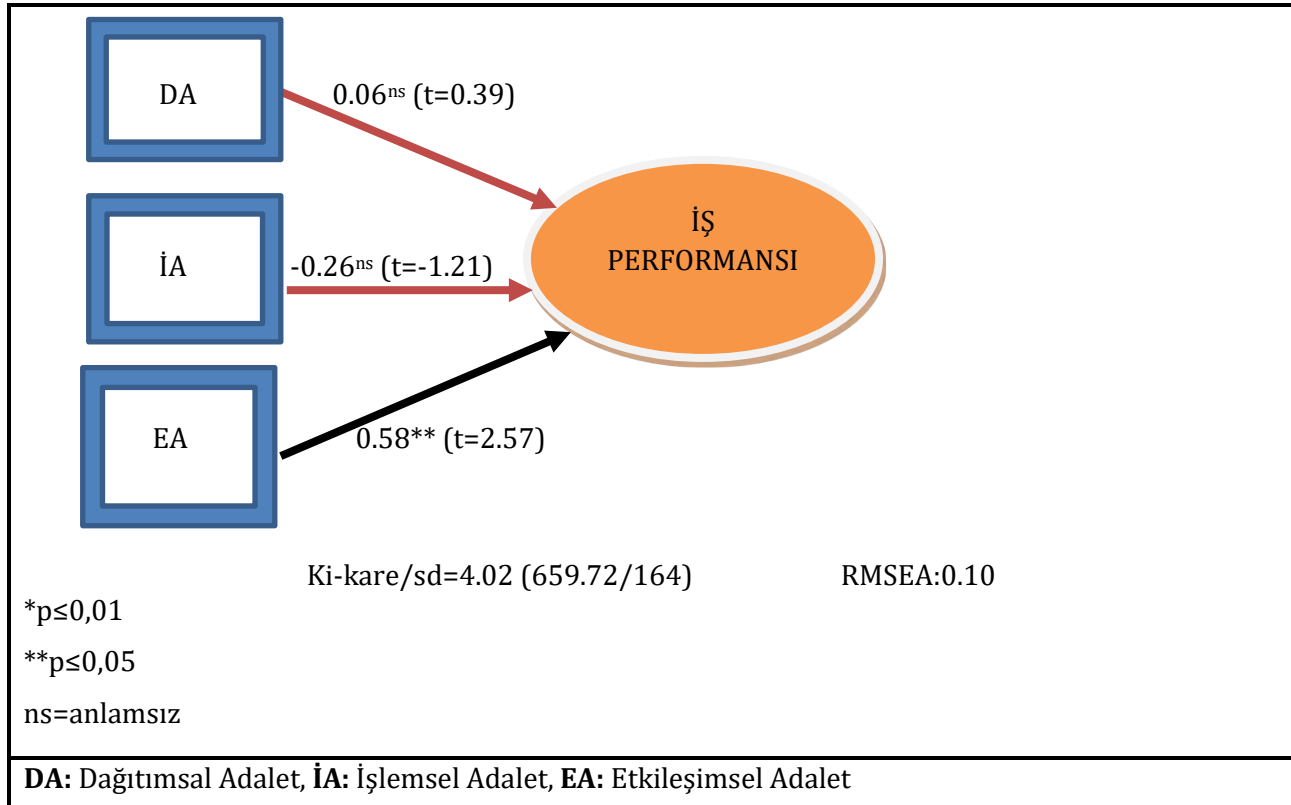 DA
0.06ns (t=0.39)
İŞ
PERFORMANSI
İA
-0.26ns (t=-1.21)
EA
0.58** (t=2.57)
Ki-kare/sd=4.02 (659.72/164) RMSEA:0.10
*p≤0,01
**p≤0,05
ns=anlamsız
DA: Dağıtımsal Adalet, İA: İşlemsel Adalet, EA: Etkileşimsel Adalet